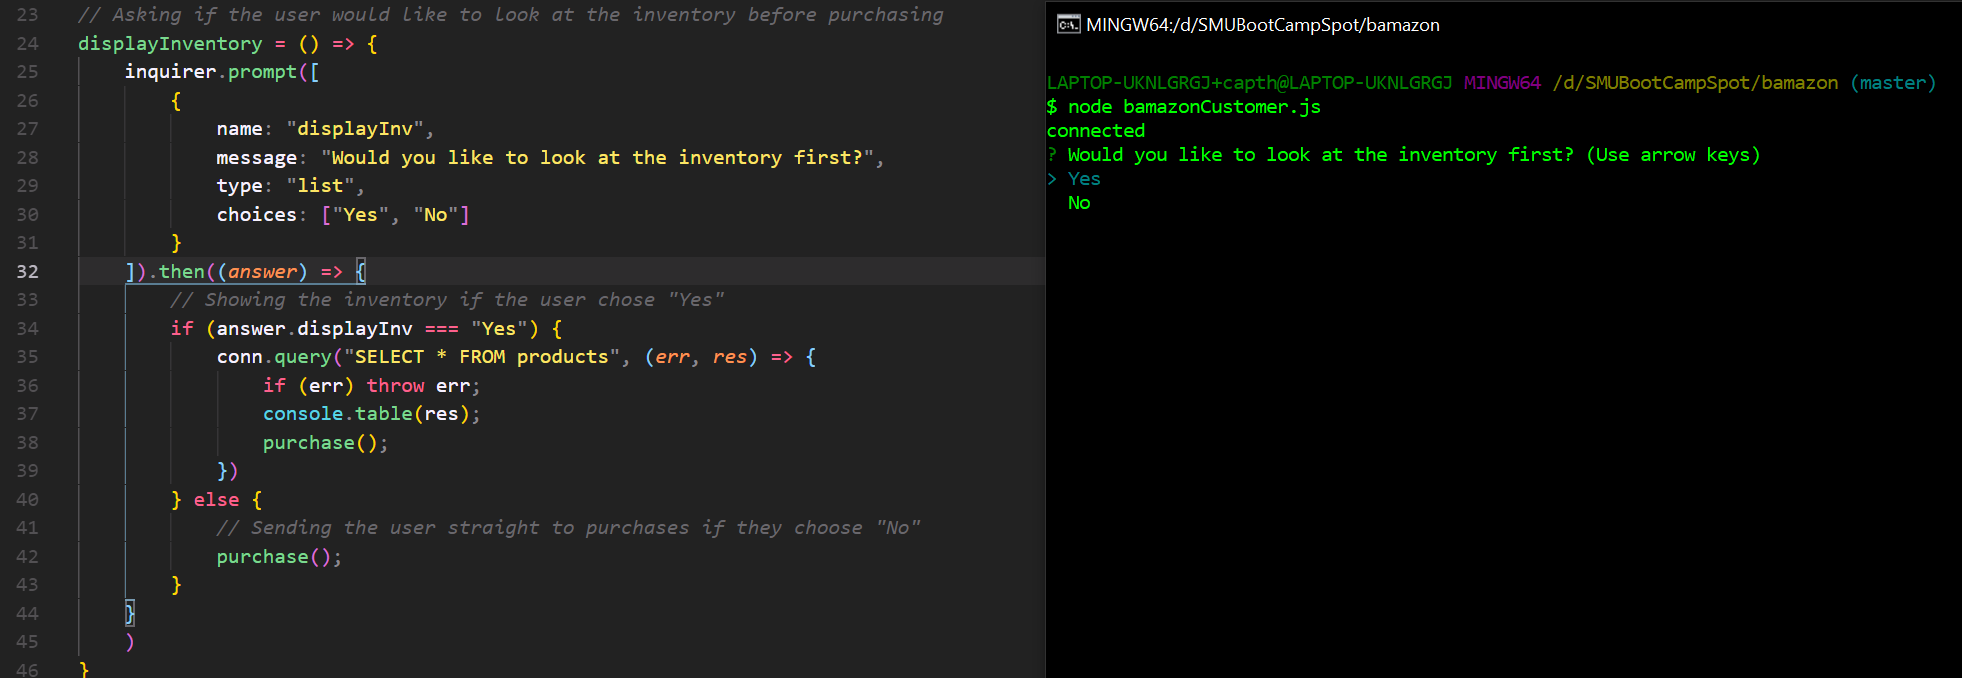 23 // Asking if the user would like to look at the inventory before purchasing
24 displayInventory = () => {
25 inquirer.prompt([
26 {
27 name: "displayInv",
28 message: "Would you like to look at the inventory first?",
29 type: "list",
30 choices: ["Yes", "No"]
31 }
32 ]).then((answer) => {
33 // Showing the inventory if the user chose "Yes"
34 if (answer.displayInv === "Yes") {
35 conn.query("SELECT * FROM products", (err, res) => {
36 if (err) throw err;
37 console.table(res);
38 purchase();
39 })
40 } else {
41 // Sending the user straight to purchases if they choose "No"
42 purchase();
43 }
44 }
45 )
46 }
MINGW64:/d/SMUBootCampSpot/bamazon
LAPTOP-UKNLGRGJ+capth@LAPTOP-UKNLGRGJ MINGW64 /d/SMUBootCampSpot/bamazon (master)
$ node bamazonCustomer.js
connected
? Would you like to look at the inventory first? (Use arrow keys)
> Yes
No